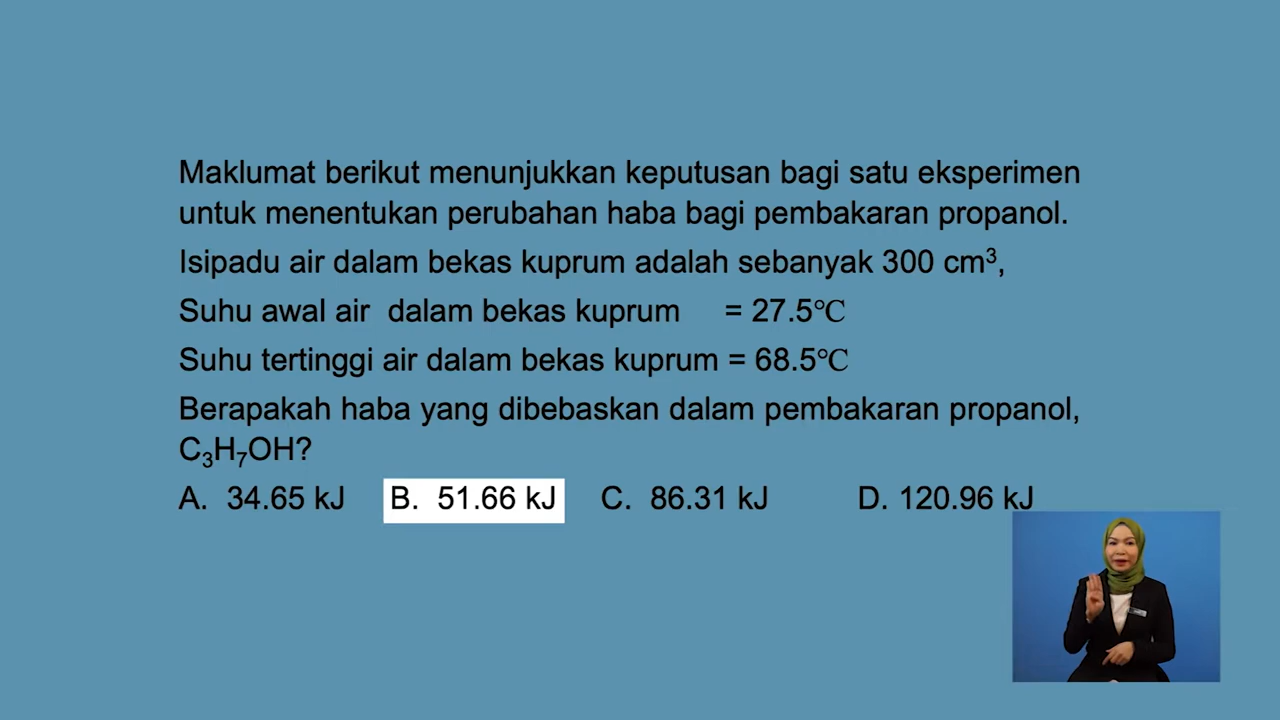 Maklumat berikut menunjukkan keputusan bagi satu eksperimen
untuk menentukan perubahan haba bagi pembakaran propanol.
Isipadu air dalam bekas kuprum adalah sebanyak 300 cm³,
Suhu awal air dalam bekas kuprum = 27.5℃
Suhu tertinggi air dalam bekas kuprum = 68.5℃
Berapakah haba yang dibebaskan dalam pembakaran propanol,
C₃H₇OH?
A. 34.65 kJ B. 51.66 kJ C. 86.31 kJ D. 120.96 kJ